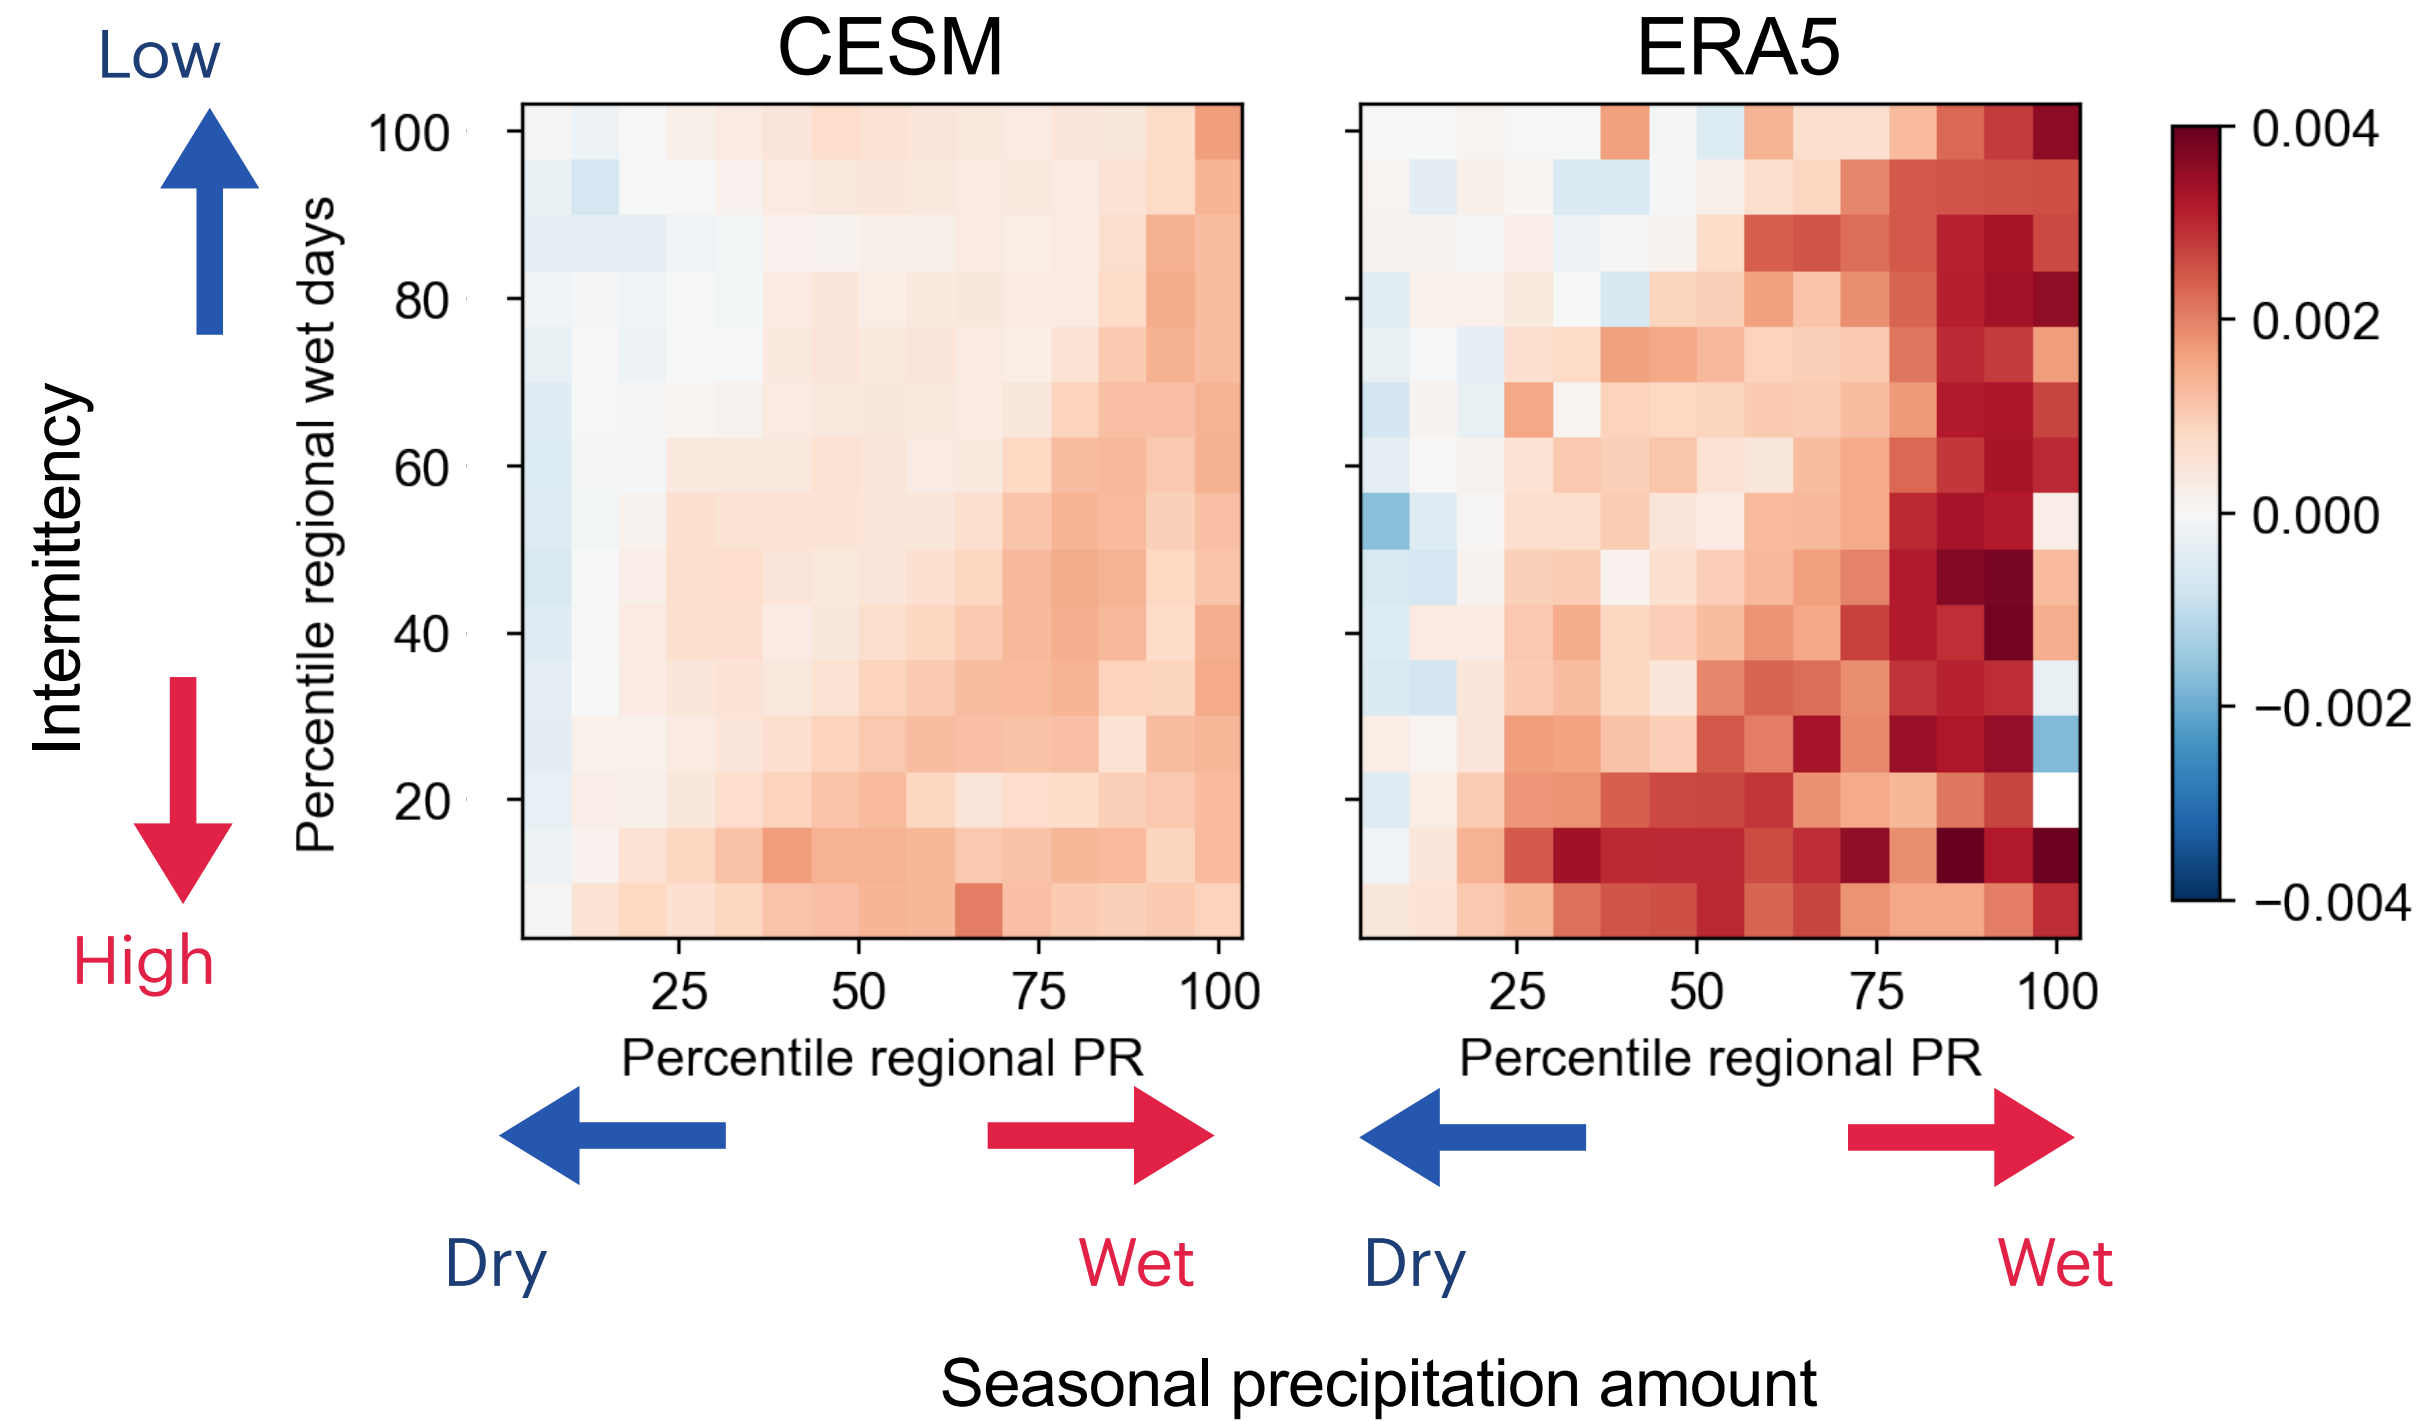 CESM
ERA5
Low
High
Intermittency
Percentile regional wet days
100
80
60
40
20
25 50 75 100
25 50 75 100
Percentile regional PR
Percentile regional PR
0.004
0.002
0.000
−0.002
−0.004
Dry
Wet
Dry
Wet
Seasonal precipitation amount